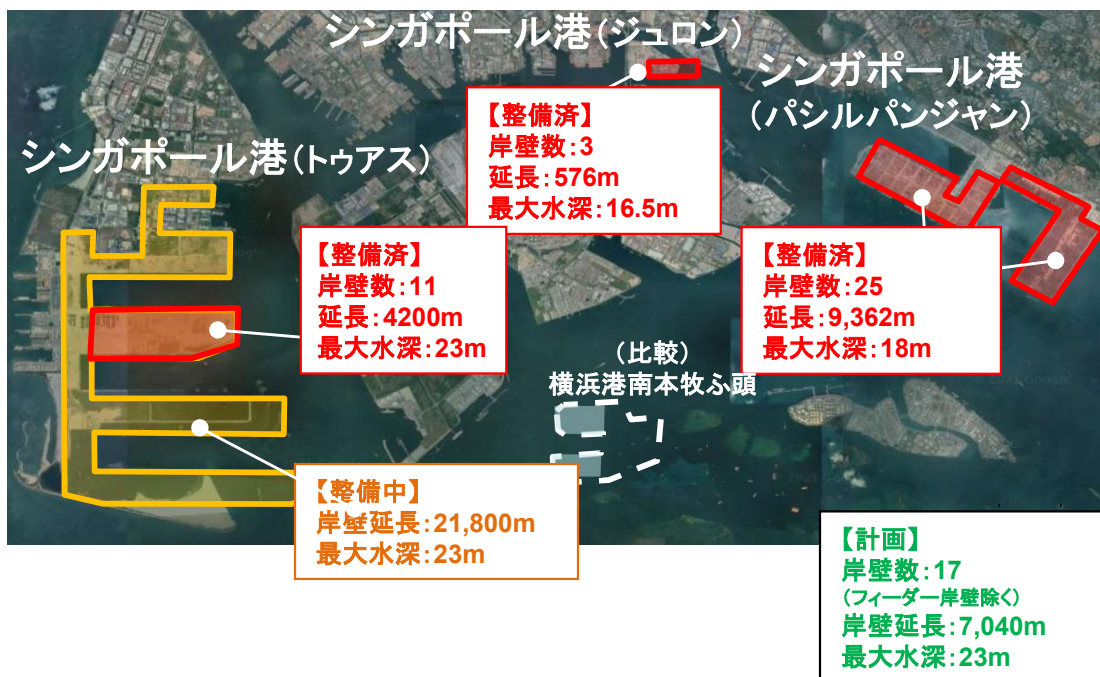 シンガポール港（ジュロン）
シンガポール港
（パシルパンジャン）
シンガポール港（トゥアス）
【整備済】
岸壁数：3
延長：576m
最大水深：16.5m
【整備済】
岸壁数：11
延長：4200m
最大水深：23m
【整備済】
岸壁数：25
延長：9,362m
最大水深：18m
（比較）
横浜港南本牧ふ頭
【整備中】
岸壁延長：21,800m
最大水深：23m
【計画】
岸壁数：17
（フィーダー岸壁除く）
岸壁延長：7,040m
最大水深：23m